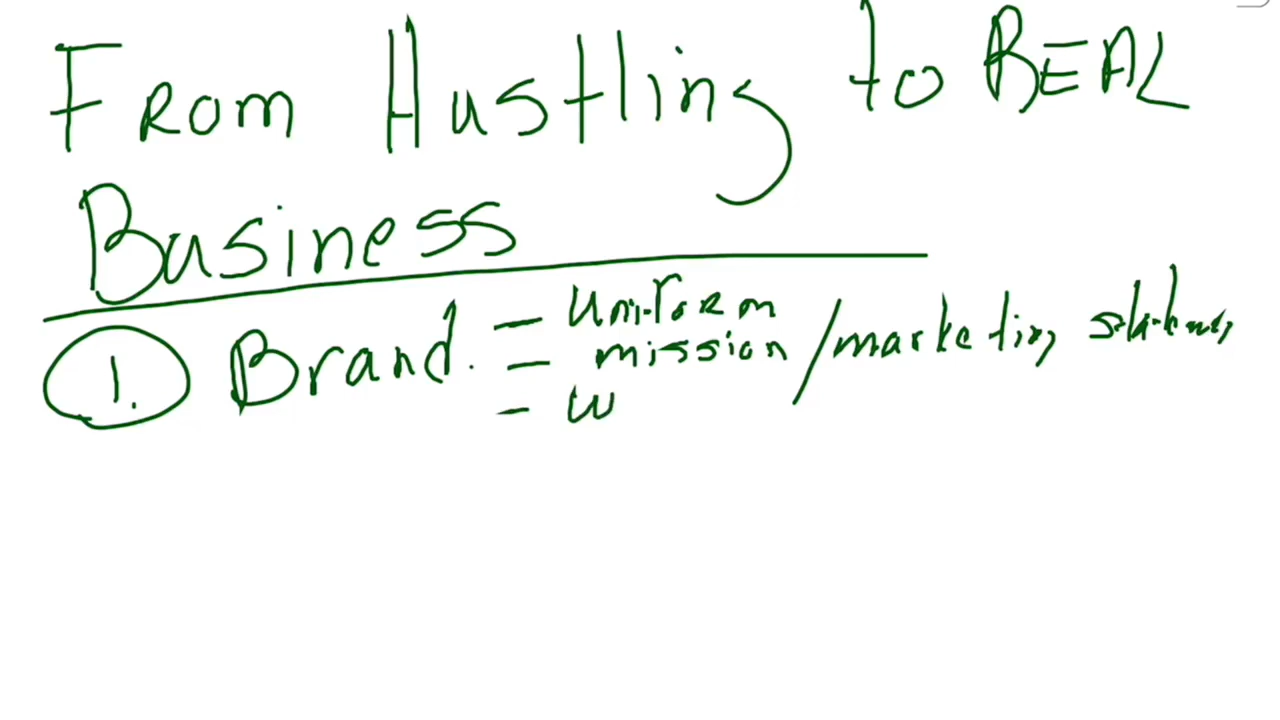 From Hustling to REAL
Business
1. Brand. - Uniform
- mission /marketing
- W